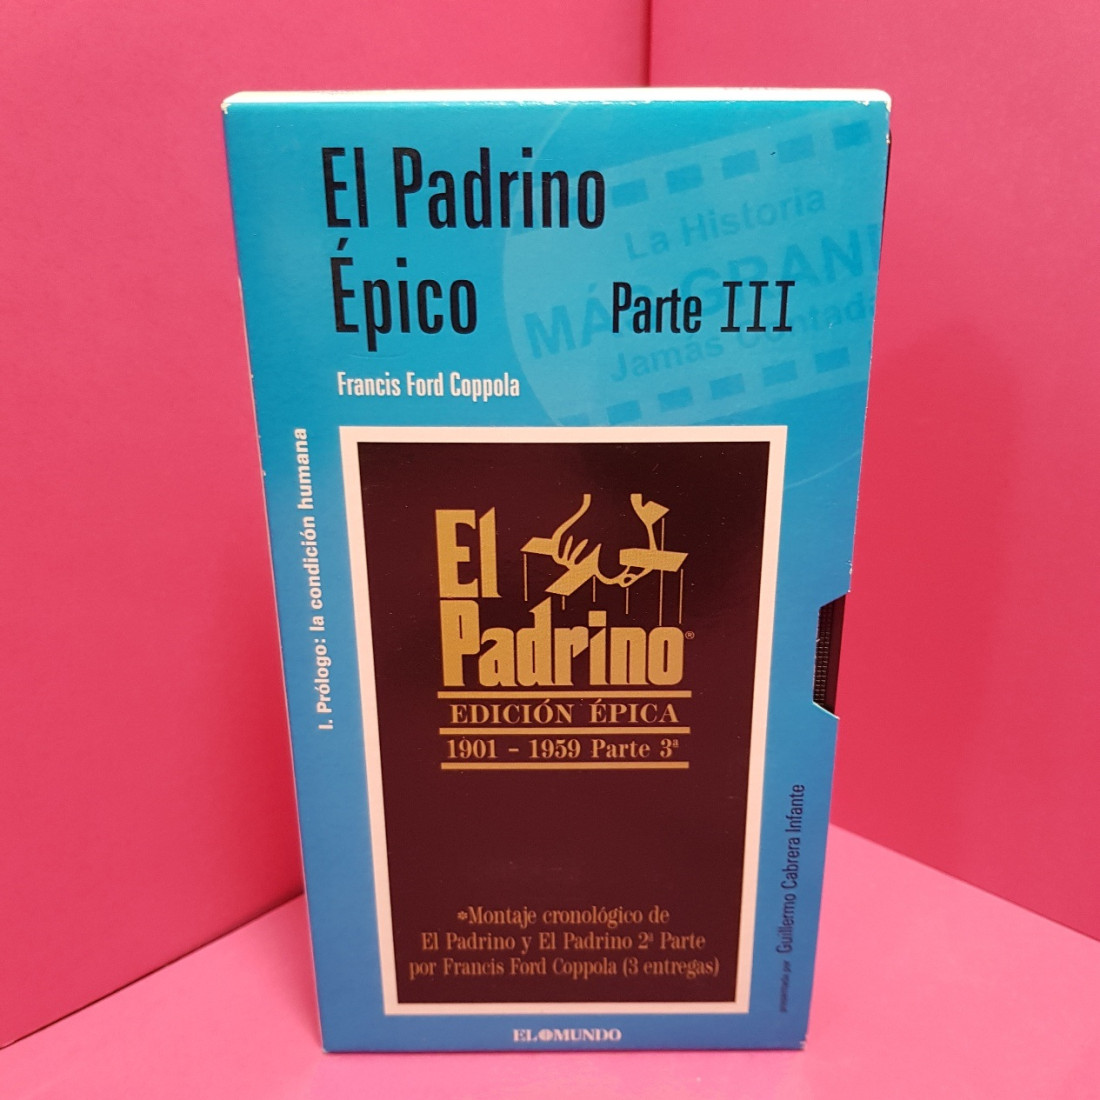 El Padrino
Épico
Parte III
Francis Ford Coppola
La Historia
MÁS GRAN
Jamás Contada
I. Prólogo: la condición humana
El
Padrino®
EDICIÓN ÉPICA
1901 - 1959 Parte 3ª
*Montaje cronológico de
El Padrino y El Padrino 2ª Parte
por Francis Ford Coppola (3 entregas)
presentada por Guillermo Cabrera Infante
EL MUNDO